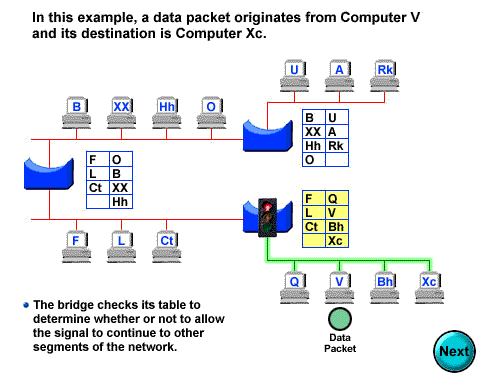 In this example, a data packet originates from Computer V
and its destination is Computer Xc.
U A Rk
B XX Hh O
B U
XX A
Hh Rk
O
F O
L B
Ct XX
Hh
F Q
L V
Ct Bh
Xc
F L Ct
Q V Bh Xc
The bridge checks its table to
determine whether or not to allow
the signal to continue to other
segments of the network.
Data
Packet
Next